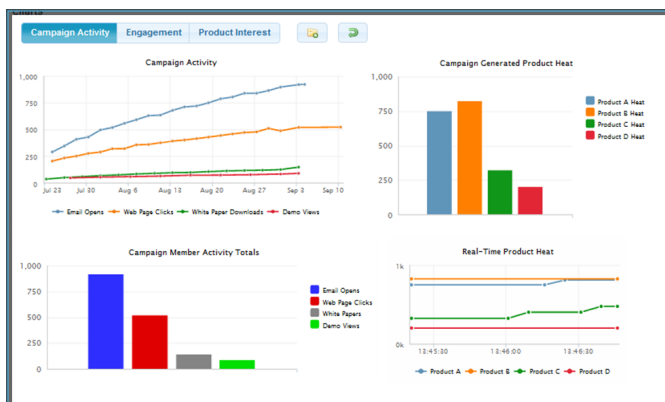 Charts
Campaign Activity Engagement Product Interest
Campaign Activity
1,000
750
500
250
0
Jul 23 Jul 30 Aug 6 Aug 13 Aug 20 Aug 27 Sep 3 Sep 10
Email Opens Web Page Clicks White Paper Downloads Demo Views
Campaign Generated Product Heat
1,000
750
500
250
0
Product A Heat
Product B Heat
Product C Heat
Product D Heat
Campaign Member Activity Totals
1,000
750
500
250
0
Email Opens
Web Page Clicks
White Papers
Demo Views
Real-Time Product Heat
1k
0k
13:45:30 13:46:0 13:46:30
Product A Product B Product C Product D